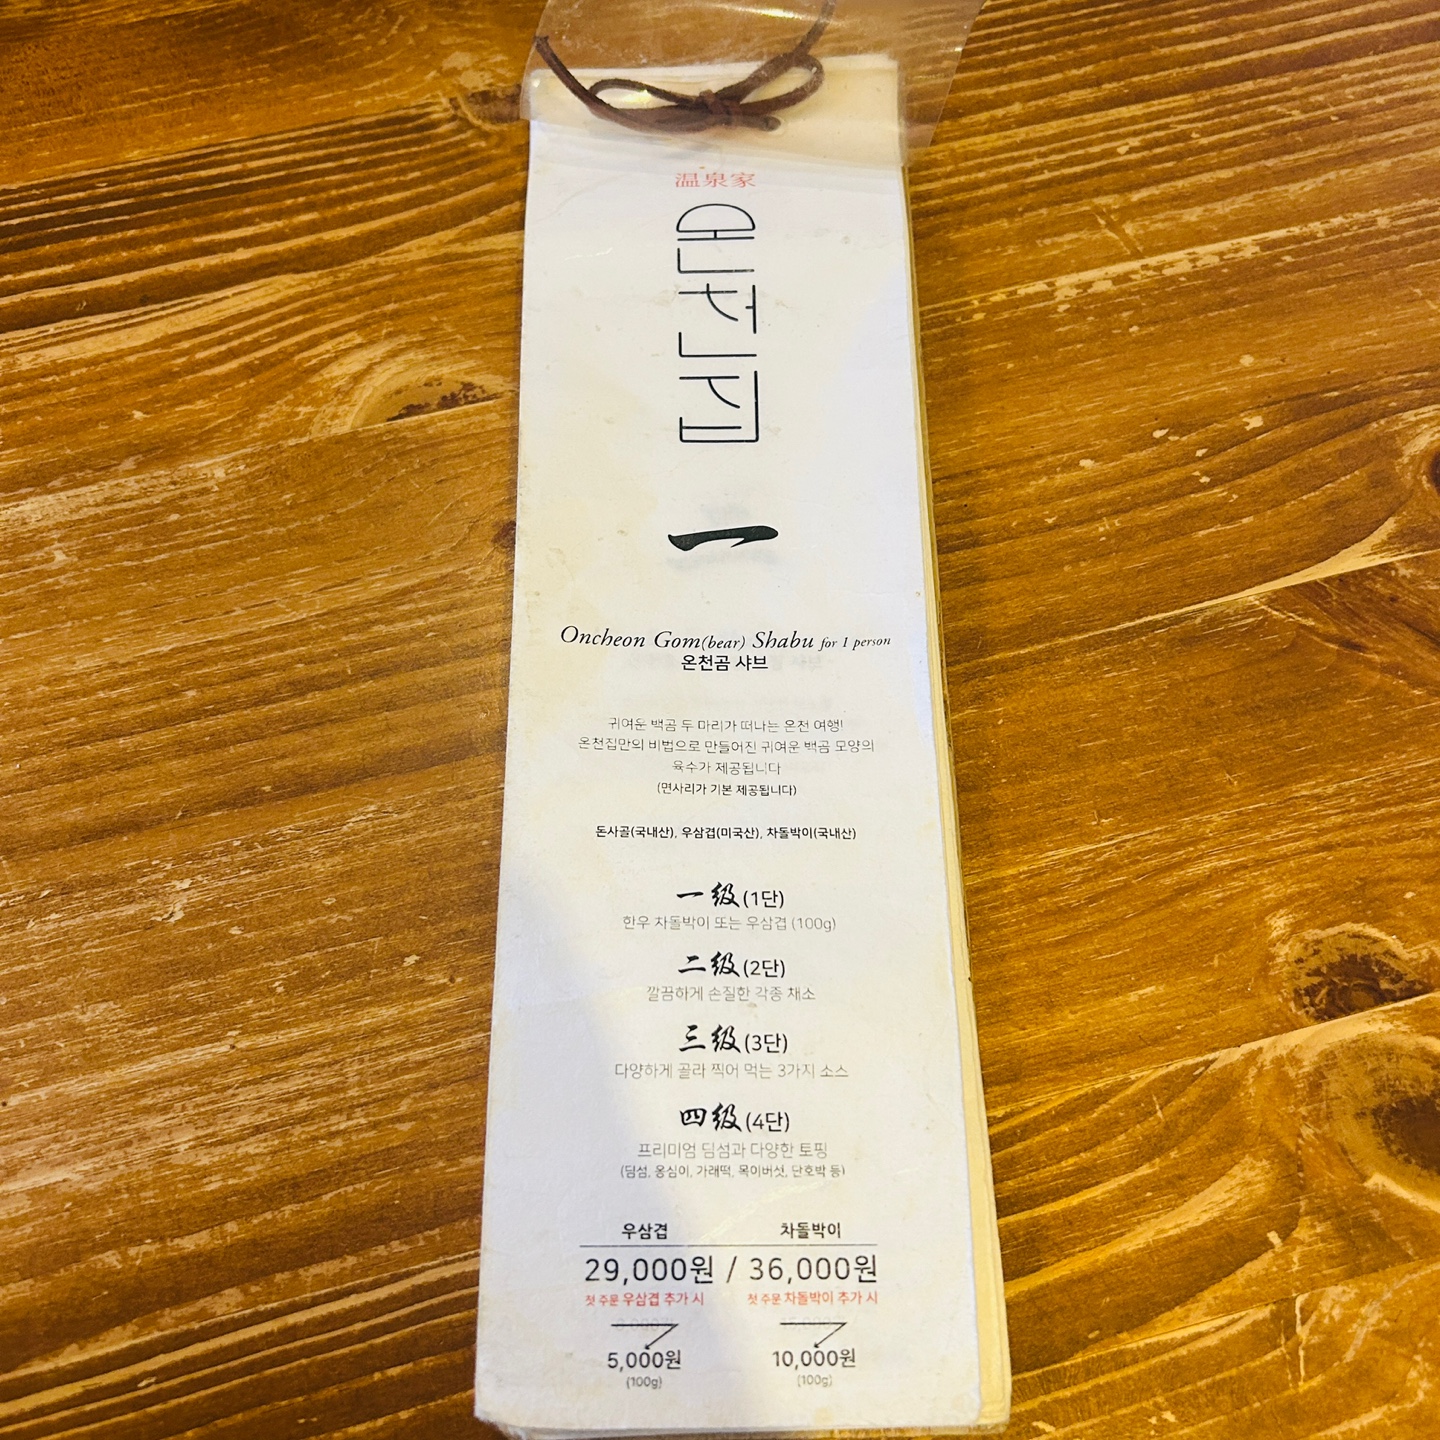 温泉家
온천집
一
Oncheon Gom(bear) Shabu for 1 person
온천곰 샤브
귀여운 백곰 두 마리가 떠나는 온천 여행!
온천집만의 비법으로 만들어진 귀여운 백곰 모양의
육수가 제공됩니다
(면사리가 기본 제공됩니다)
돈사골(국내산), 우삼겹(미국산), 차돌박이(국내산)
一级(1단)
한우 차돌박이 또는 우삼겹 (100g)
二级(2단)
깔끔하게 손질한 각종 채소
三级(3단)
다양하게 골라 찍어 먹는 3가지 소스
四级(4단)
프리미엄 딤섬과 다양한 토핑
(딤섬, 옹심이, 가래떡, 목이버섯, 단호박 등)
우삼겹 차돌박이
29,000원 / 36,000원
첫 주문 우삼겹 추가 시 첫 주문 차돌박이 추가 시
5,000원 10,000원
(100g) (100g)